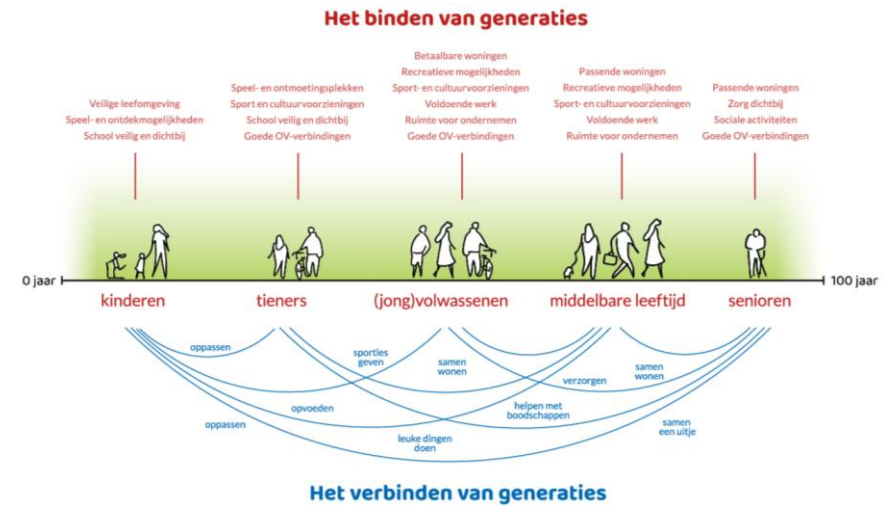 Het binden van generaties
Veilige leefomgeving
Speel- en ontdekmogelijkheden
School veilig en dichtbij
Speel- en ontmoetingsplekken
Sport en cultuurvoorzieningen
School veilig en dichtbij
Goede OV-verbindingen
Betaalbare woningen
Recreatieve mogelijkheden
Sport- en cultuurvoorzieningen
Voldoende werk
Ruimte voor ondernemen
Goede OV-verbindingen
Passende woningen
Recreatieve mogelijkheden
Sport- en cultuurvoorzieningen
Voldoende werk
Ruimte voor ondernemen
Passende woningen
Zorg dichtbij
Sociale activiteiten
Goede OV-verbindingen
0 jaar
100 jaar
kinderen
tieners
(jong)volwassenen
middelbare leeftijd
senioren
oppassen
sportles
geven
samen
wonen
verzorgen
samen
wonen
opvoeden
helpen met
boodschappen
oppassen
leuke dingen
doen
samen
een uitje
Het verbinden van generaties